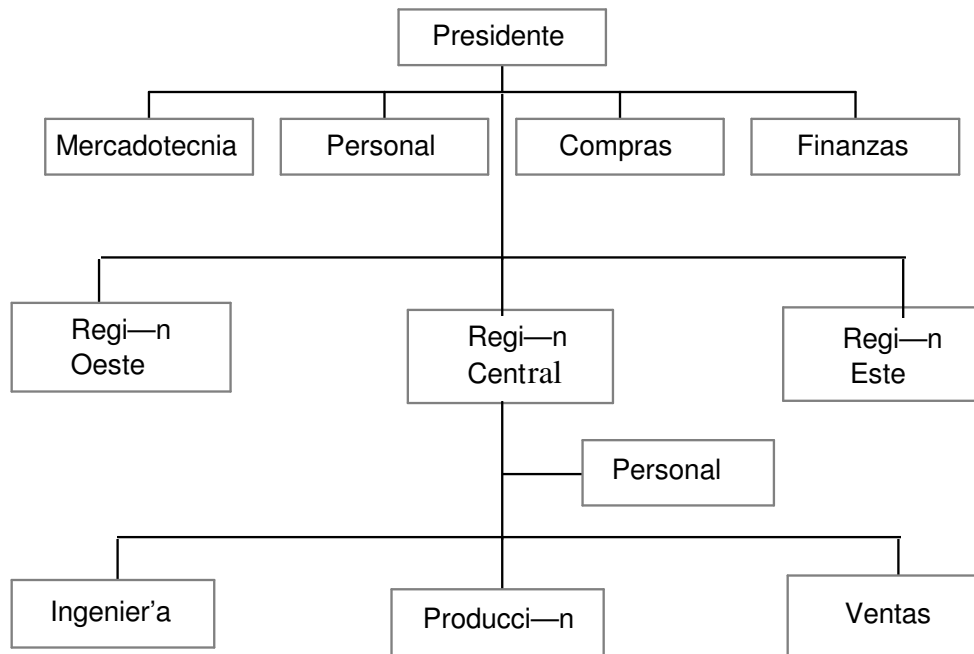 Presidente
Mercadotecnia
Personal
Compras
Finanzas
Regi—n
Oeste
Regi—n
Central
Regi—n
Este
Personal
Ingenier'a
Producci—n
Ventas